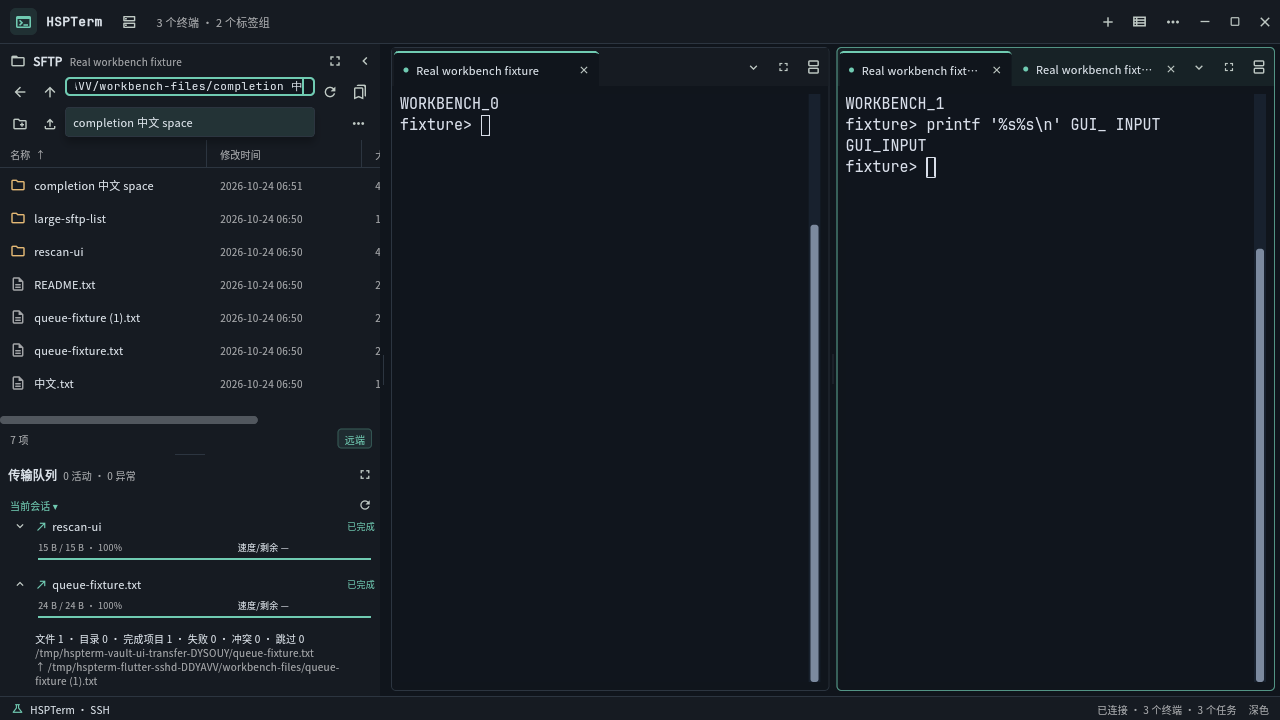 HSPTerm
3 个终端 · 2 个标签组
SFTP Real workbench fixture
VV/workbench-files/completion 中
completion 中文 space
名称 ↑ 修改时间
completion 中文 space 2026-10-24 06:51 4
large-sftp-list 2026-10-24 06:50 1
rescan-ui 2026-10-24 06:50 4
README.txt 2026-10-24 06:50 2
queue-fixture (1).txt 2026-10-24 06:50 2
queue-fixture.txt 2026-10-24 06:50 2
中文.txt 2026-10-24 06:50 1
7 项 远端
传输队列 0 活动 · 0 异常
当前会话 ▾
rescan-ui 已完成
15 B / 15 B · 100% 速度/剩余 —
queue-fixture.txt 已完成
24 B / 24 B · 100% 速度/剩余 —
文件 1 · 目录 0 · 完成项目 1 · 失败 0 · 冲突 0 · 跳过 0
/tmp/hspterm-vault-ui-transfer-DYSOUY/queue-fixture.txt
↑ /tmp/hspterm-flutter-sshd-DDYAVV/workbench-files/queue-
fixture (1).txt
Real workbench fixture
WORKBENCH_0
fixture>
Real workbench fixt…
Real workbench fixt…
WORKBENCH_1
fixture> printf '%s%s\n' GUI_ INPUT
GUI_INPUT
fixture>
HSPTerm · SSH
已连接 · 3 个终端 · 3 个任务 深色